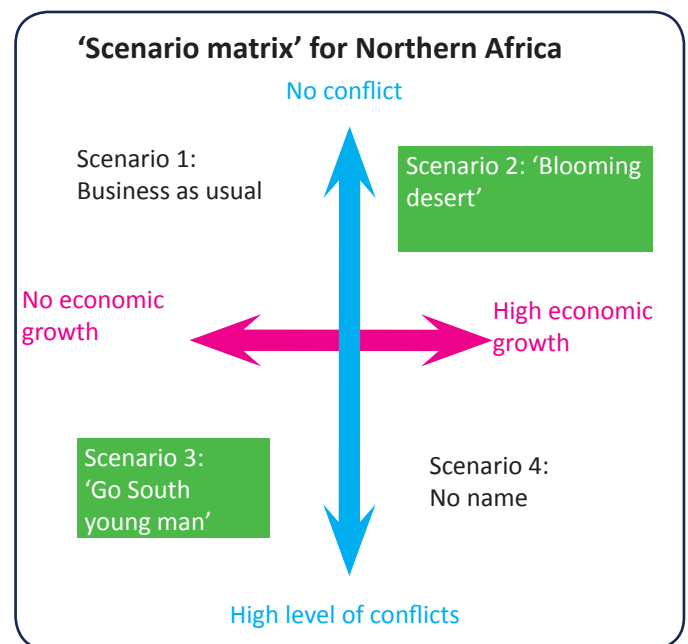 ‘Scenario matrix’ for Northern Africa
No conflict
Scenario 1:
Business as usual
Scenario 2: ‘Blooming
desert’
No economic
growth
High economic
growth
Scenario 3:
‘Go South
young man’
Scenario 4:
No name
High level of conflicts